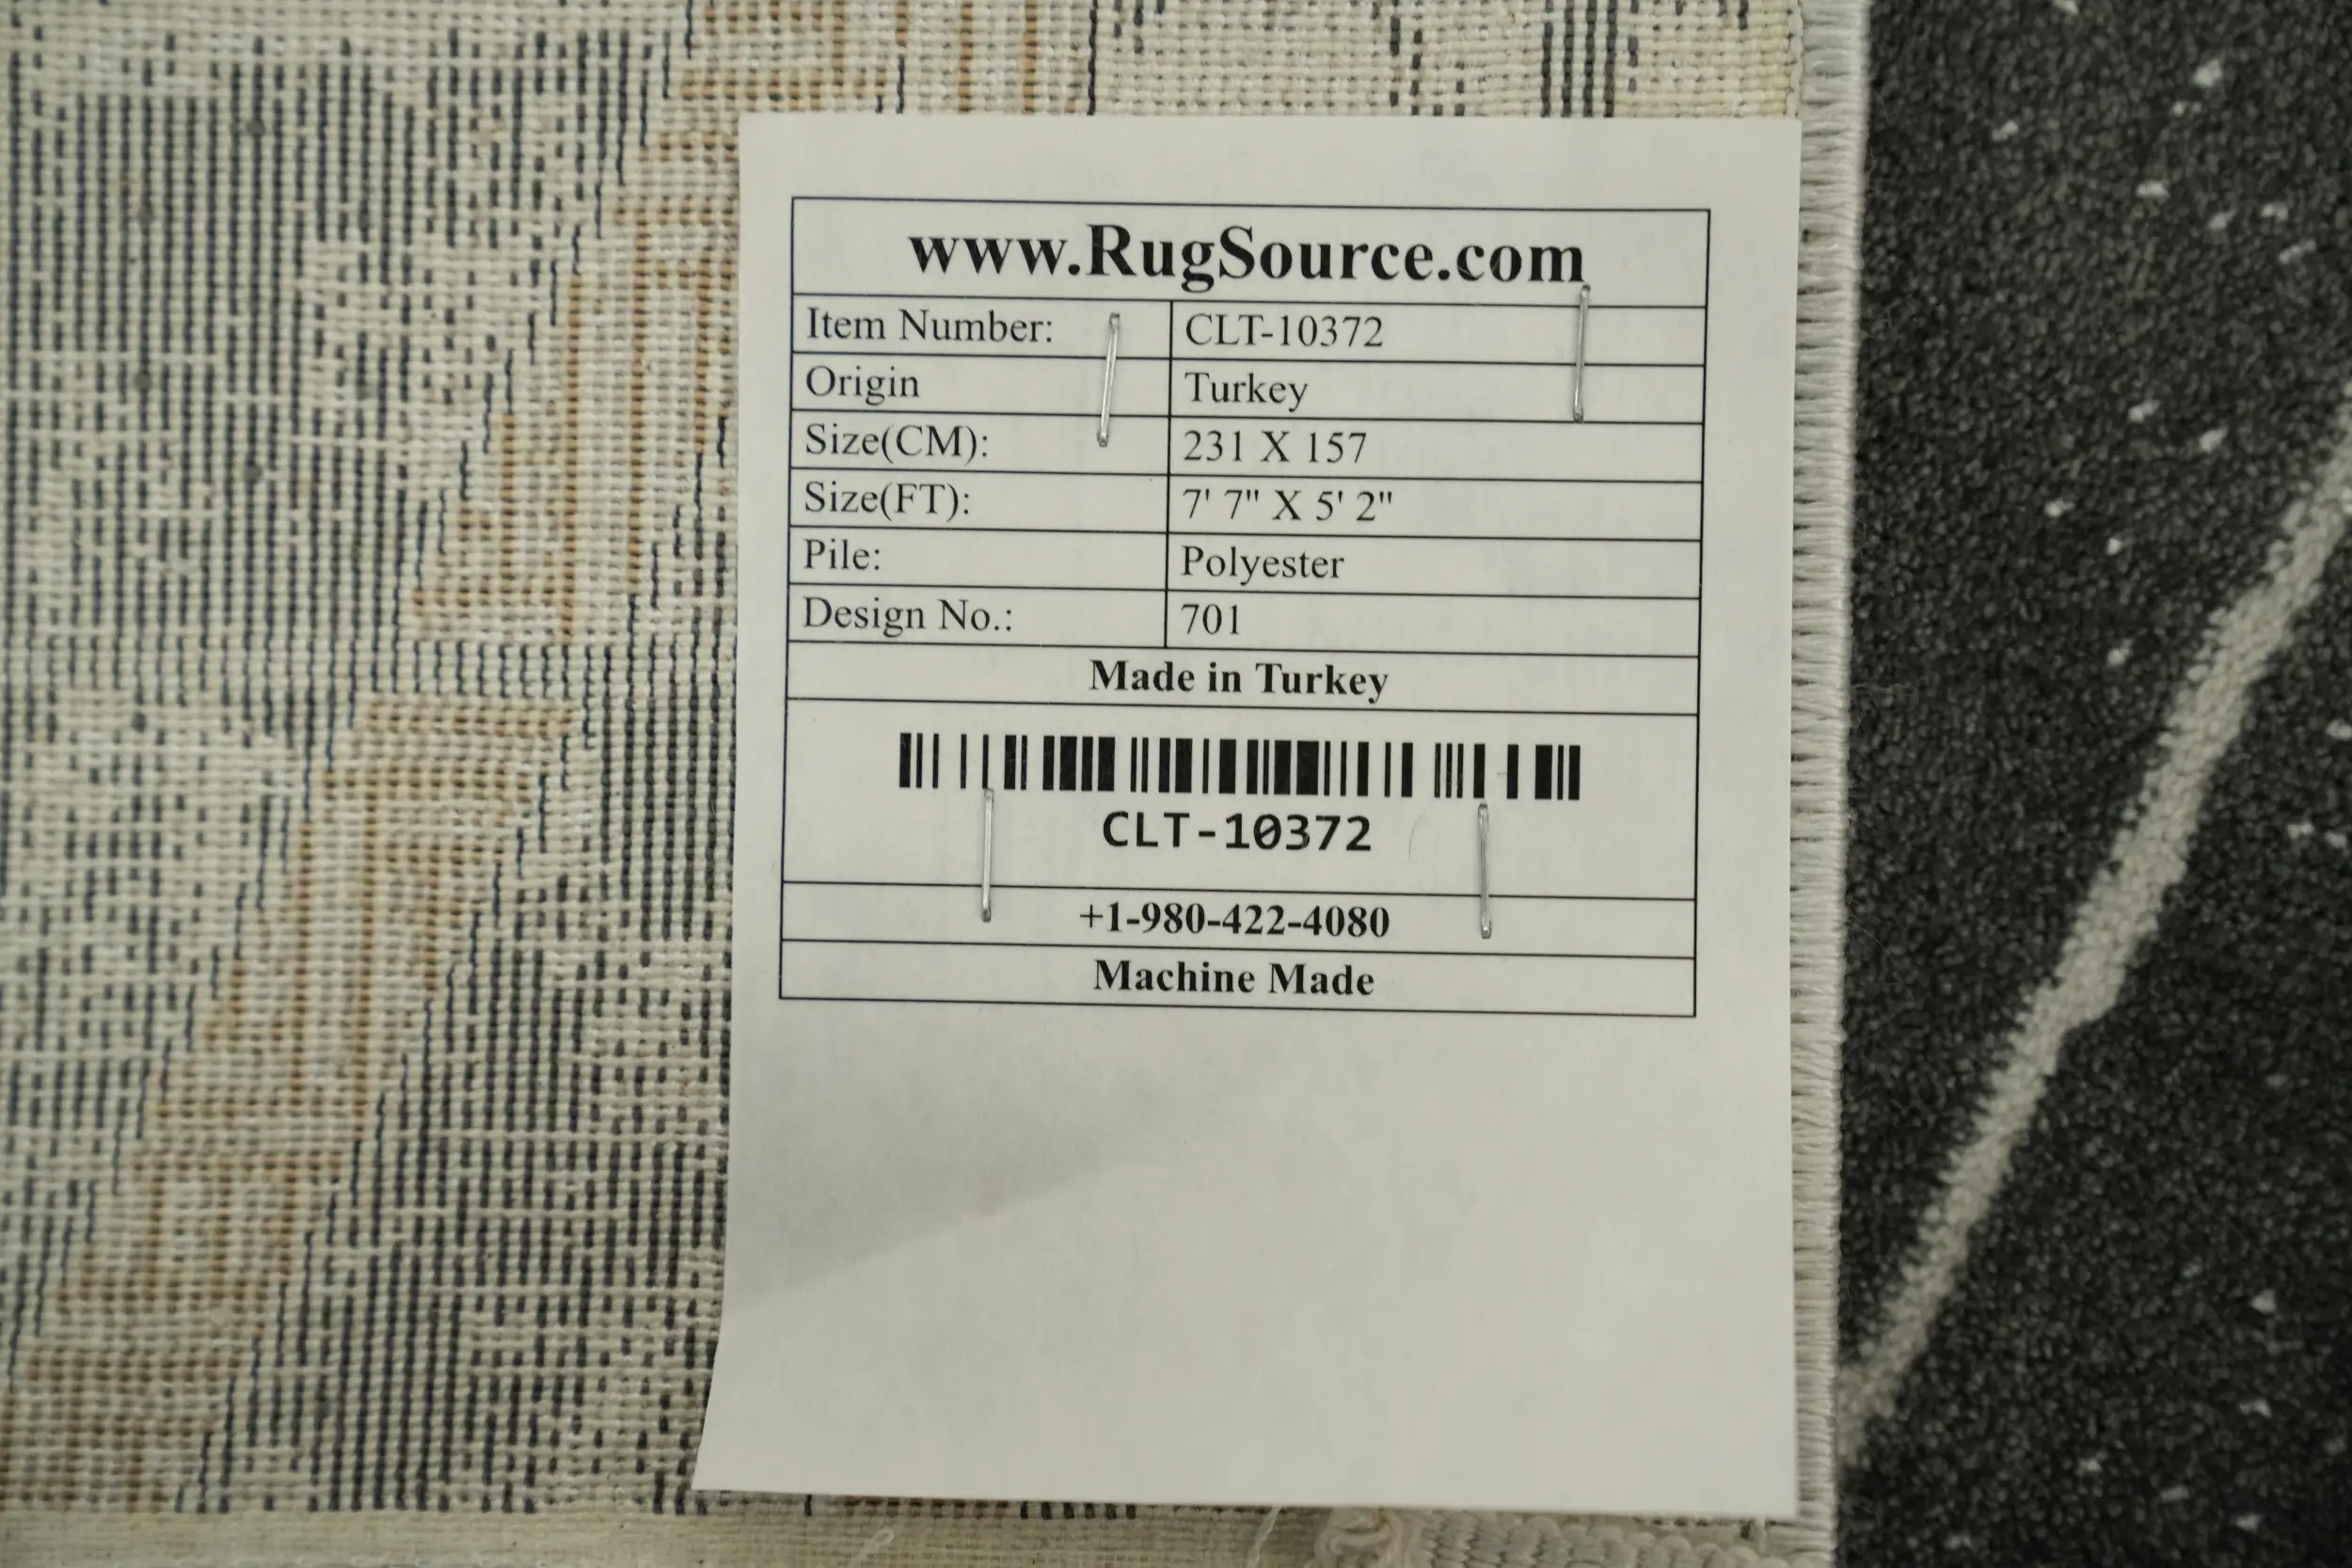 www.RugSource.com
Item Number: CLT-10372
Origin Turkey
Size(CM): 231 X 157
Size(FT): 7' 7" X 5' 2"
Pile: Polyester
Design No.: 701
Made in Turkey
CLT-10372
+1-980-422-4080
Machine Made